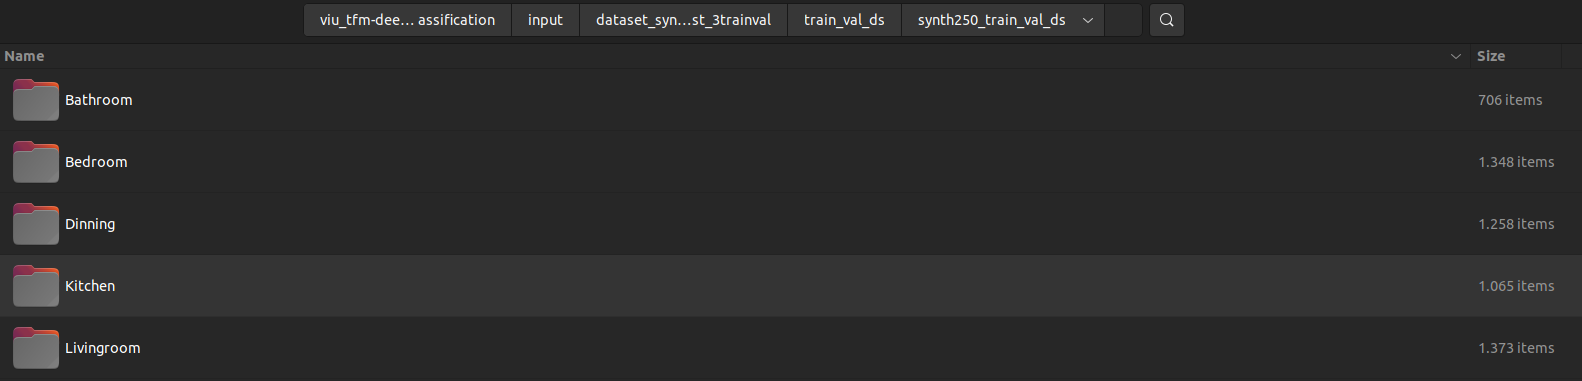 viu_tfm-dee... assification input dataset_syn...st_3trainval train_val_ds synth250_train_val_ds
Name Size
Bathroom 706 items
Bedroom 1.348 items
Dinning 1.258 items
Kitchen 1.065 items
Livingroom 1.373 items